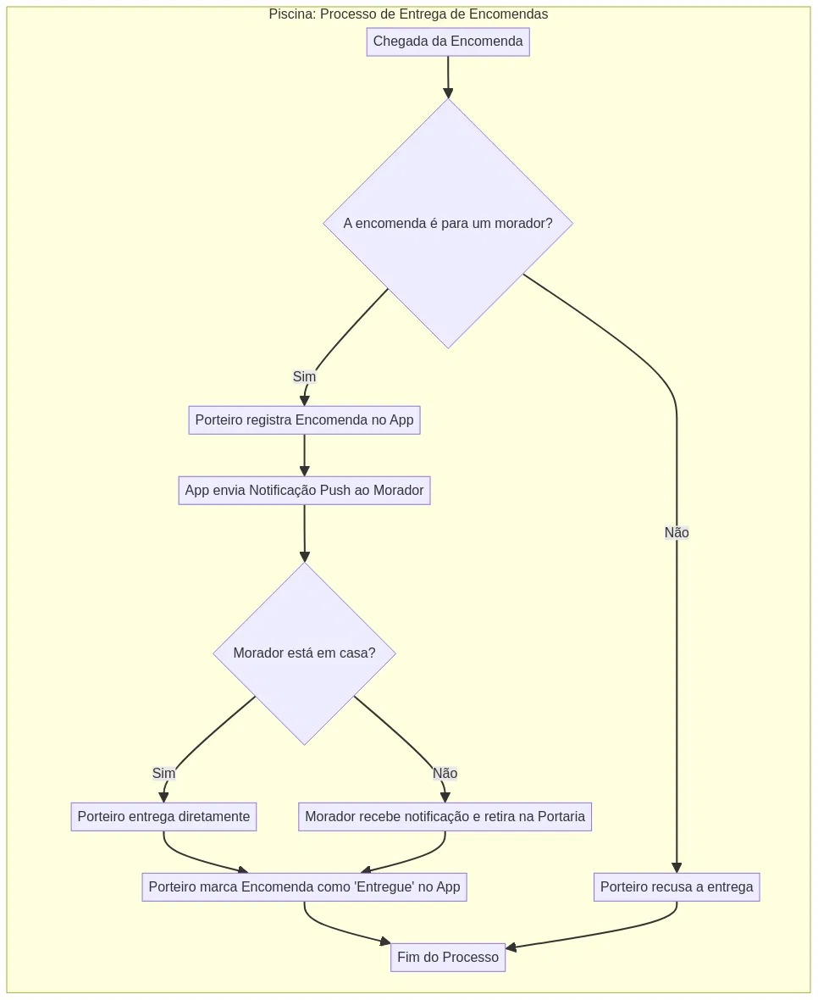 Piscina: Processo de Entrega de Encomendas
Chegada da Encomenda
A encomenda é para um morador?
Sim
Porteiro registra Encomenda no App
App envia Notificação Push ao Morador
Não
Morador está em casa?
Sim
Não
Porteiro entrega diretamente
Morador recebe notificação e retira na Portaria
Porteiro marca Encomenda como 'Entregue' no App
Porteiro recusa a entrega
Fim do Processo